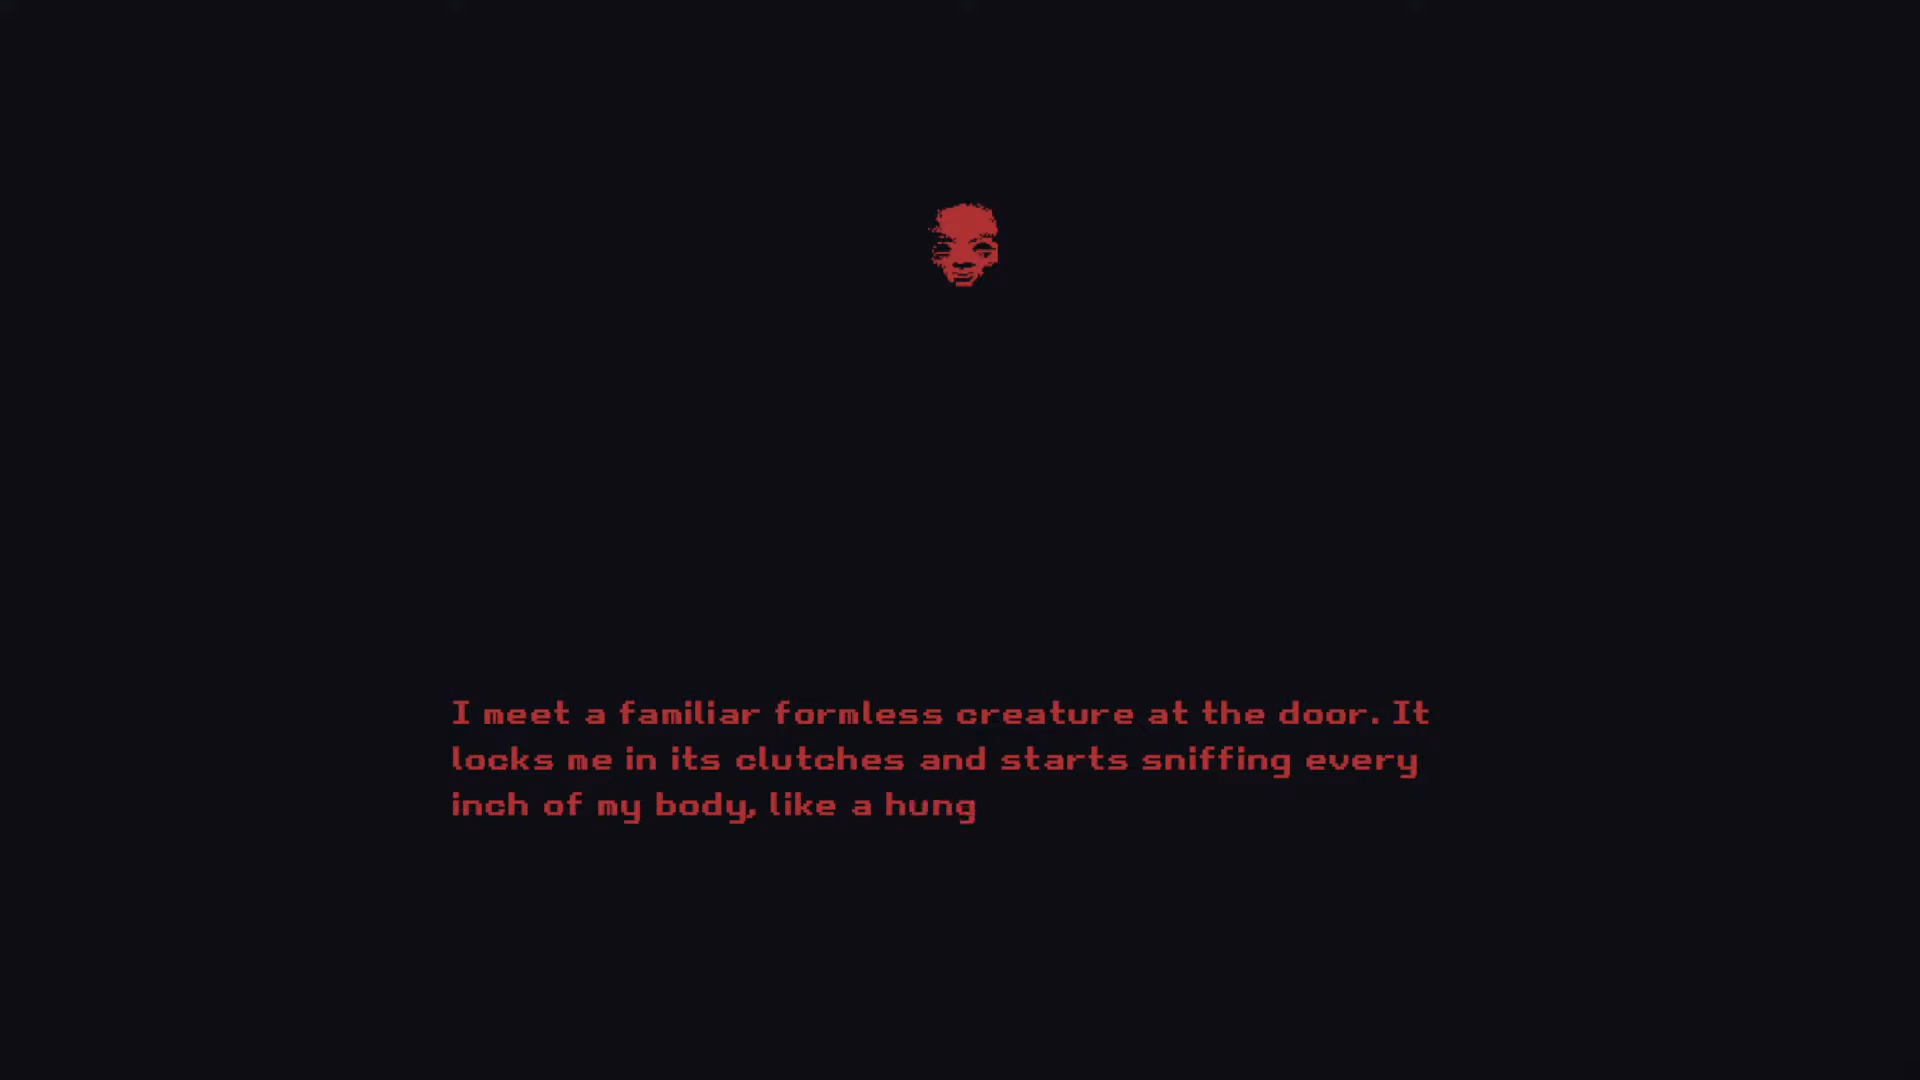 I meet a familiar formless creature at the door. It
locks me in its clutches and starts sniffing every
inch of my body, like a hung